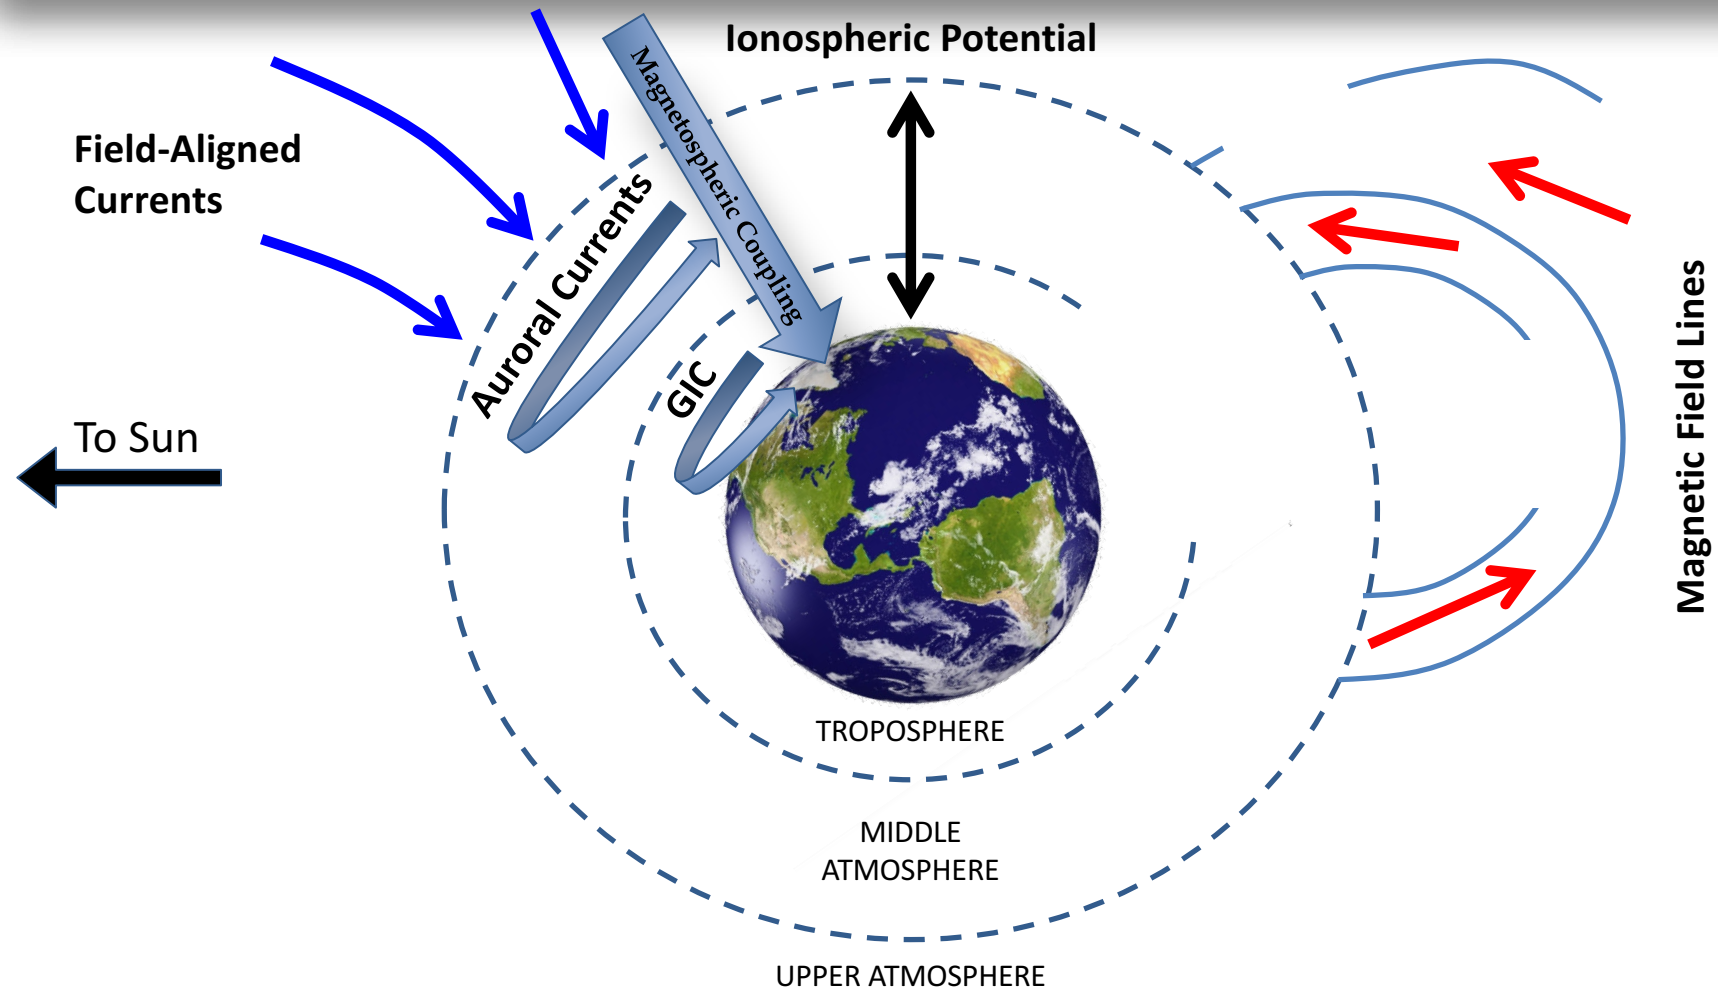 Ionospheric Potential
Magnetospheric Coupling
Field-Aligned
Currents
Auroral Currents
GIC
To Sun
Magnetic Field Lines
TROPOSPHERE
MIDDLE
ATMOSPHERE
UPPER ATMOSPHERE